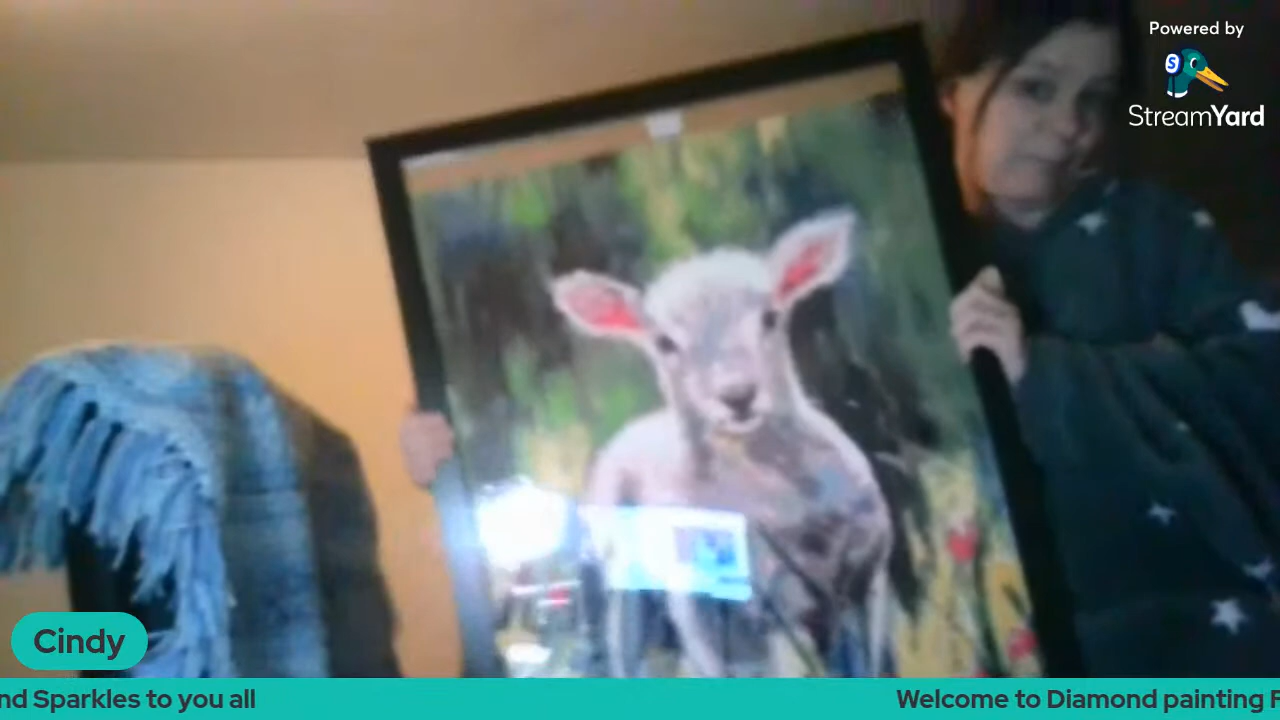 Powered by
StreamYard
Cindy
nd Sparkles to you all
Welcome to Diamond painting F